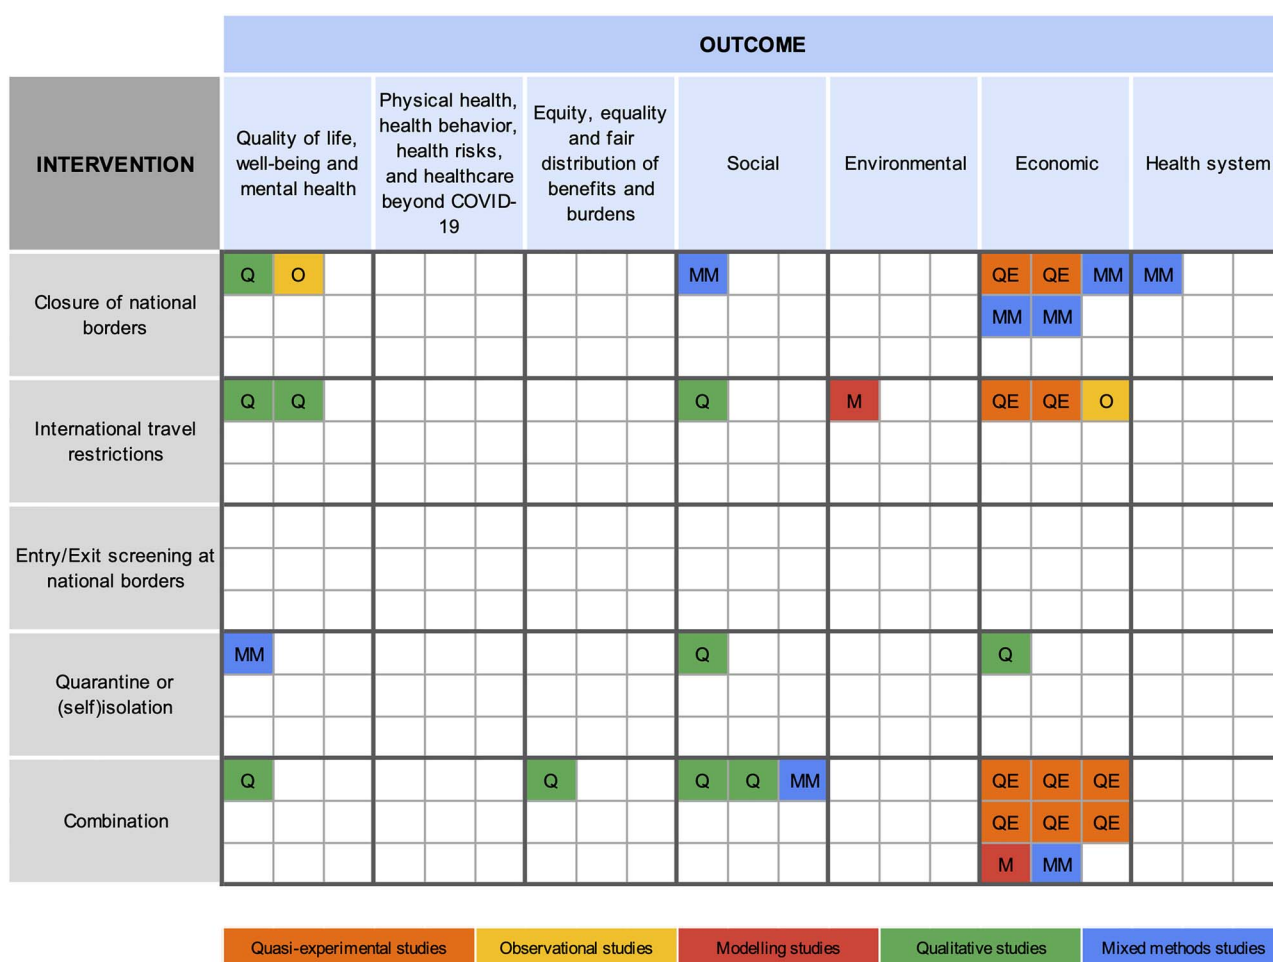 OUTCOME
INTERVENTION
Quality of life,
well-being and
mental health
Physical health,
health behavior,
health risks,
and healthcare
beyond COVID-
19
Equity, equality
and fair
distribution of
benefits and
burdens
Social
Environmental
Economic
Health system
Closure of national
borders
Q O MM QE QE MM MM
MM MM
International travel
restrictions
Q Q Q M QE QE O
Entry/Exit screening at
national borders
Quarantine or
(self)isolation
MM Q Q
Combination
Q Q Q Q MM QE QE QE
QE QE QE
M MM
Quasi-experimental studies Observational studies Modelling studies Qualitative studies Mixed methods studies